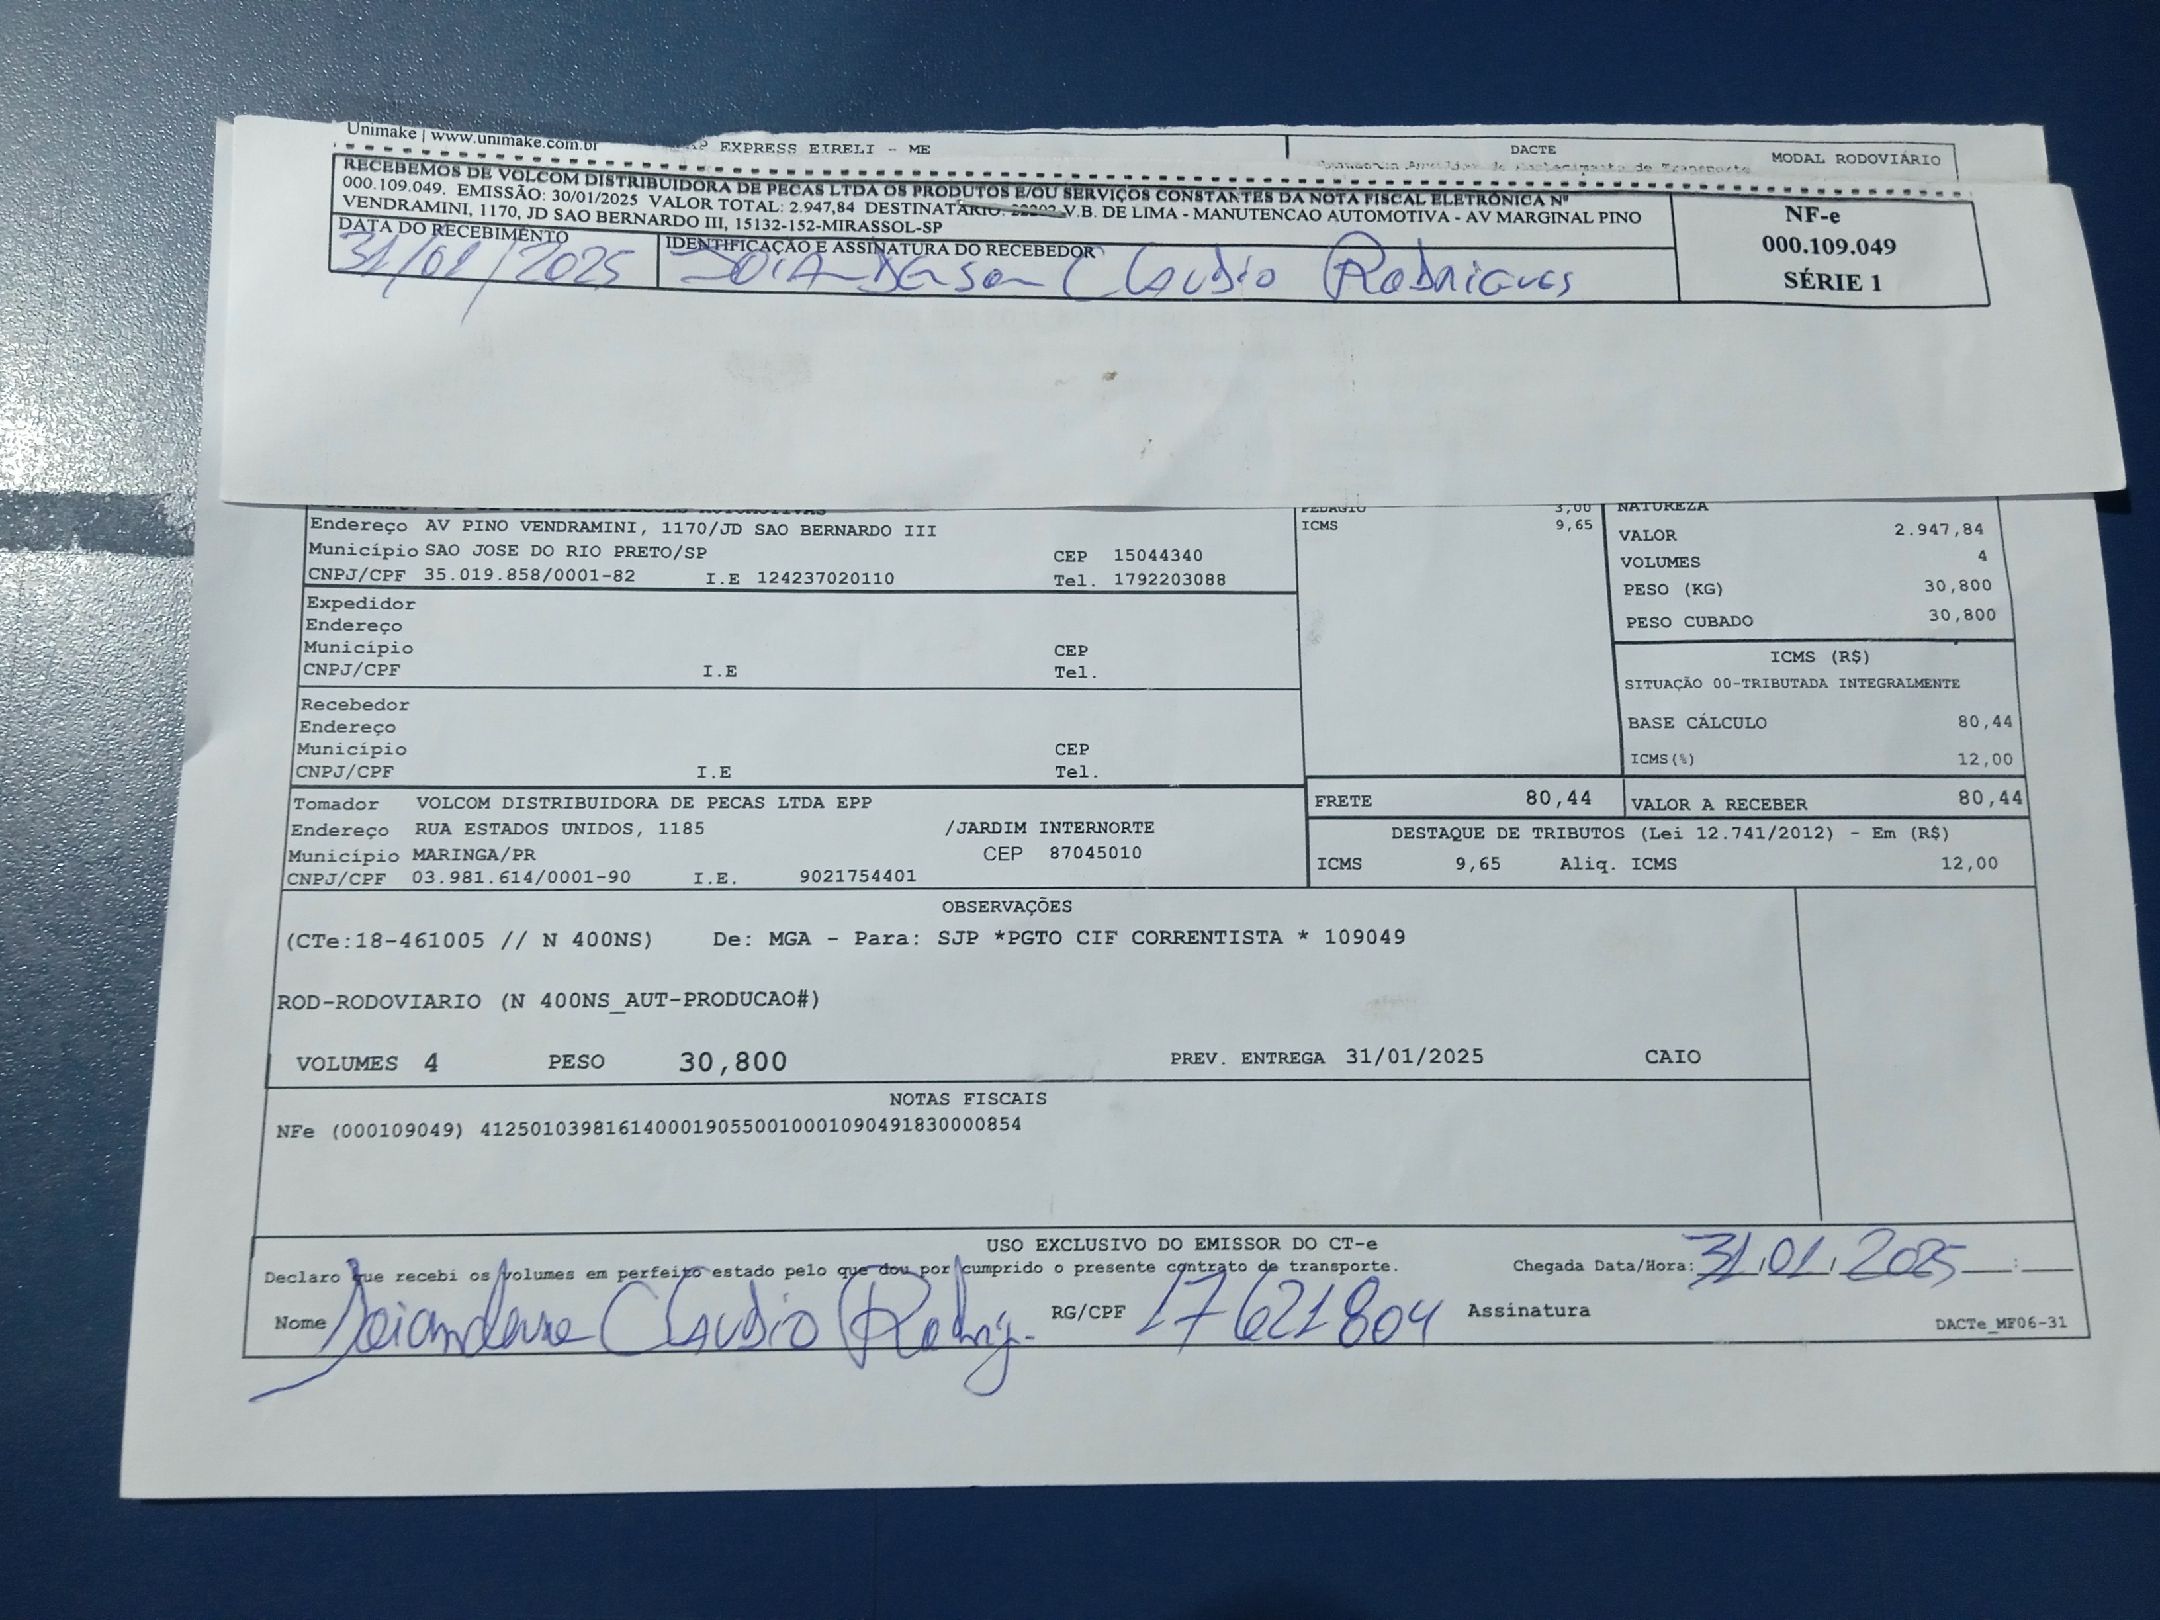 Unimake | www.unimake.com.br
EXPRESS EIRELI - ME
DACTE
MODAL RODOVIÁRIO
RECEBEMOS DE VOLCOM DISTRIBUIDORA DE PECAS LTDA OS PRODUTOS E/OU SERVIÇOS CONSTANTES DA NOTA FISCAL ELETRÔNICA Nº
000.109.049. EMISSÃO: 30/01/2025 VALOR TOTAL: 2.947,84 DESTINATÁRIO: V.B. DE LIMA - MANUTENCAO AUTOMOTIVA - AV MARGINAL PINO
VENDRAMINI, 1170, JD SAO BERNARDO III, 15132-152-MIRASSOL-SP
NF-e
000.109.049
SÉRIE 1
DATA DO RECEBIMENTO
31/01/2025
IDENTIFICAÇÃO E ASSINATURA DO RECEBEDOR
Claudio Rodrigues
Endereço AV PINO VENDRAMINI, 1170/JD SAO BERNARDO III
Município SAO JOSE DO RIO PRETO/SP CEP 15044340
CNPJ/CPF 35.019.858/0001-82 I.E 124237020110 Tel. 1792203088
PEDAGIO 3,00
ICMS 9,65
NATUREZA
VALOR 2.947,84
VOLUMES 4
PESO (KG) 30,800
PESO CUBADO 30,800
Expedidor
Endereço
Município CEP
CNPJ/CPF I.E Tel.
ICMS (R$)
SITUAÇÃO 00-TRIBUTADA INTEGRALMENTE
BASE CÁLCULO 80,44
ICMS(%) 12,00
Recebedor
Endereço
Município CEP
CNPJ/CPF I.E Tel.
Tomador VOLCOM DISTRIBUIDORA DE PECAS LTDA EPP
Endereço RUA ESTADOS UNIDOS, 1185 /JARDIM INTERNORTE
Município MARINGA/PR CEP 87045010
CNPJ/CPF 03.981.614/0001-90 I.E. 9021754401
FRETE 80,44 VALOR A RECEBER 80,44
DESTAQUE DE TRIBUTOS (Lei 12.741/2012) - Em (R$)
ICMS 9,65 Aliq. ICMS 12,00
OBSERVAÇÕES
(CTe:18-461005 // N 400NS) De: MGA - Para: SJP *PGTO CIF CORRENTISTA * 109049
ROD-RODOVIARIO (N 400NS_AUT-PRODUCAO#)
VOLUMES 4 PESO 30,800 PREV. ENTREGA 31/01/2025 CAIO
NOTAS FISCAIS
NFe (000109049) 41250103981614000190550010001090491830000854
USO EXCLUSIVO DO EMISSOR DO CT-e
Declaro que recebi os volumes em perfeito estado pelo que dou por cumprido o presente contrato de transporte. Chegada Data/Hora: 31.01.2025 __:__
Nome Claudio RG/CPF 17621804 Assinatura
DACTe_MF06-31